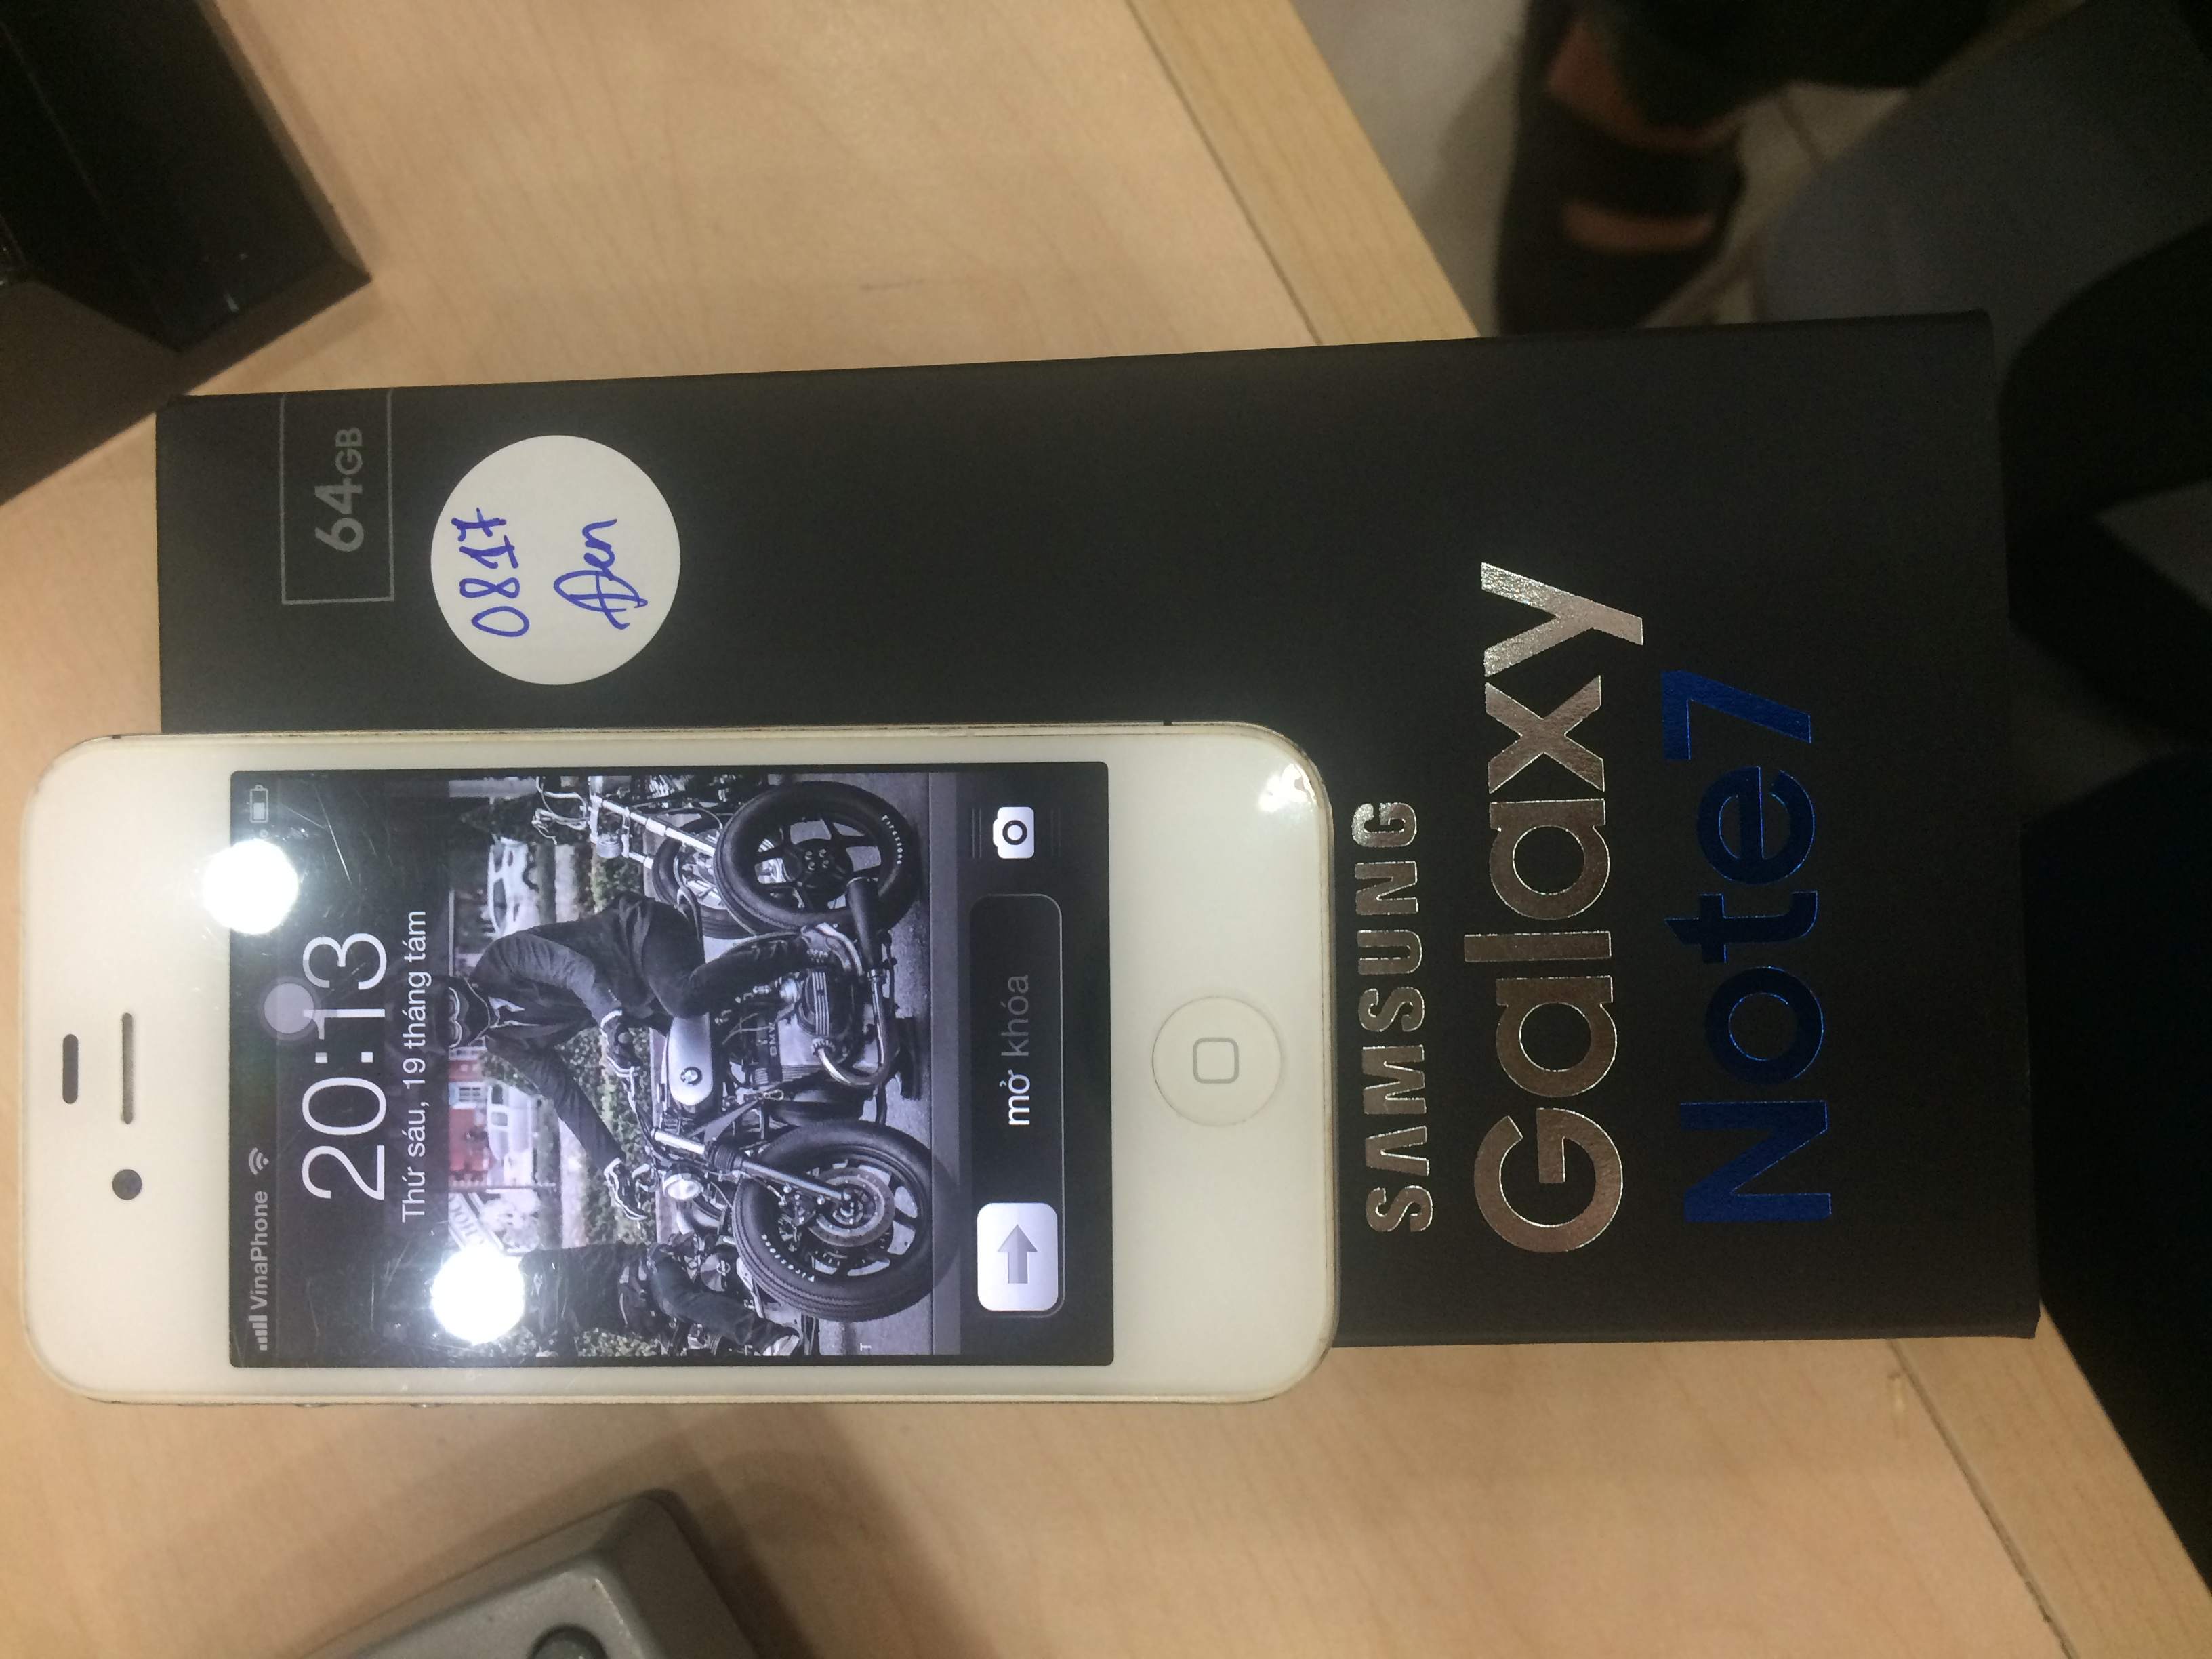 64GB
0817
Đen
VinaPhone
20:13
Thứ sáu, 19 tháng tám
mở khóa
SAMSUNG
Galaxy
Note7